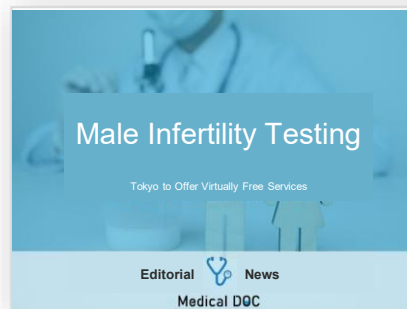 Male Infertility Testing
Tokyo to Offer Virtually Free Services
Editorial News
Medical DOC